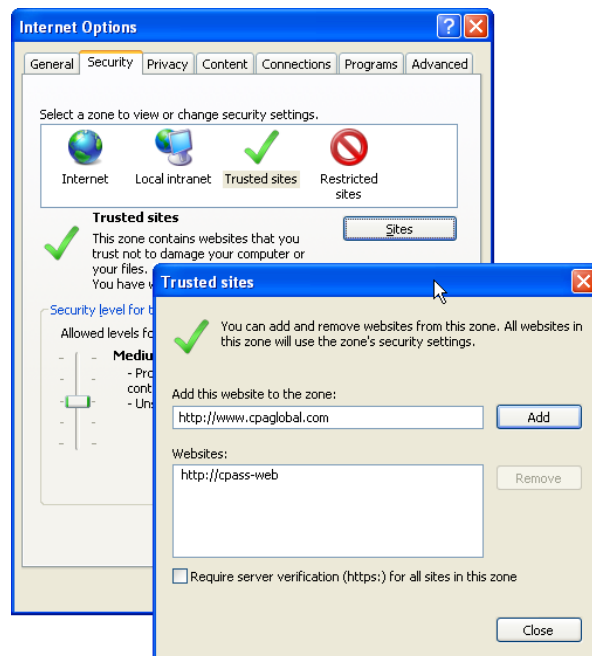 Internet Options
General Security Privacy Content Connections Programs Advanced
Select a zone to view or change security settings.
Internet Local intranet Trusted sites Restricted
sites
Trusted sites
This zone contains websites that you
trust not to damage your computer or
your files.
You have
Sites
Security level for
Allowed levels
Trusted sites
You can add and remove websites from this zone. All websites in
this zone will use the zone's security settings.
Add this website to the zone:
http://www.cpaglobal.com
Add
Websites:
http://cpass-web
Remove
Require server verification (https:) for all sites in this zone
Close